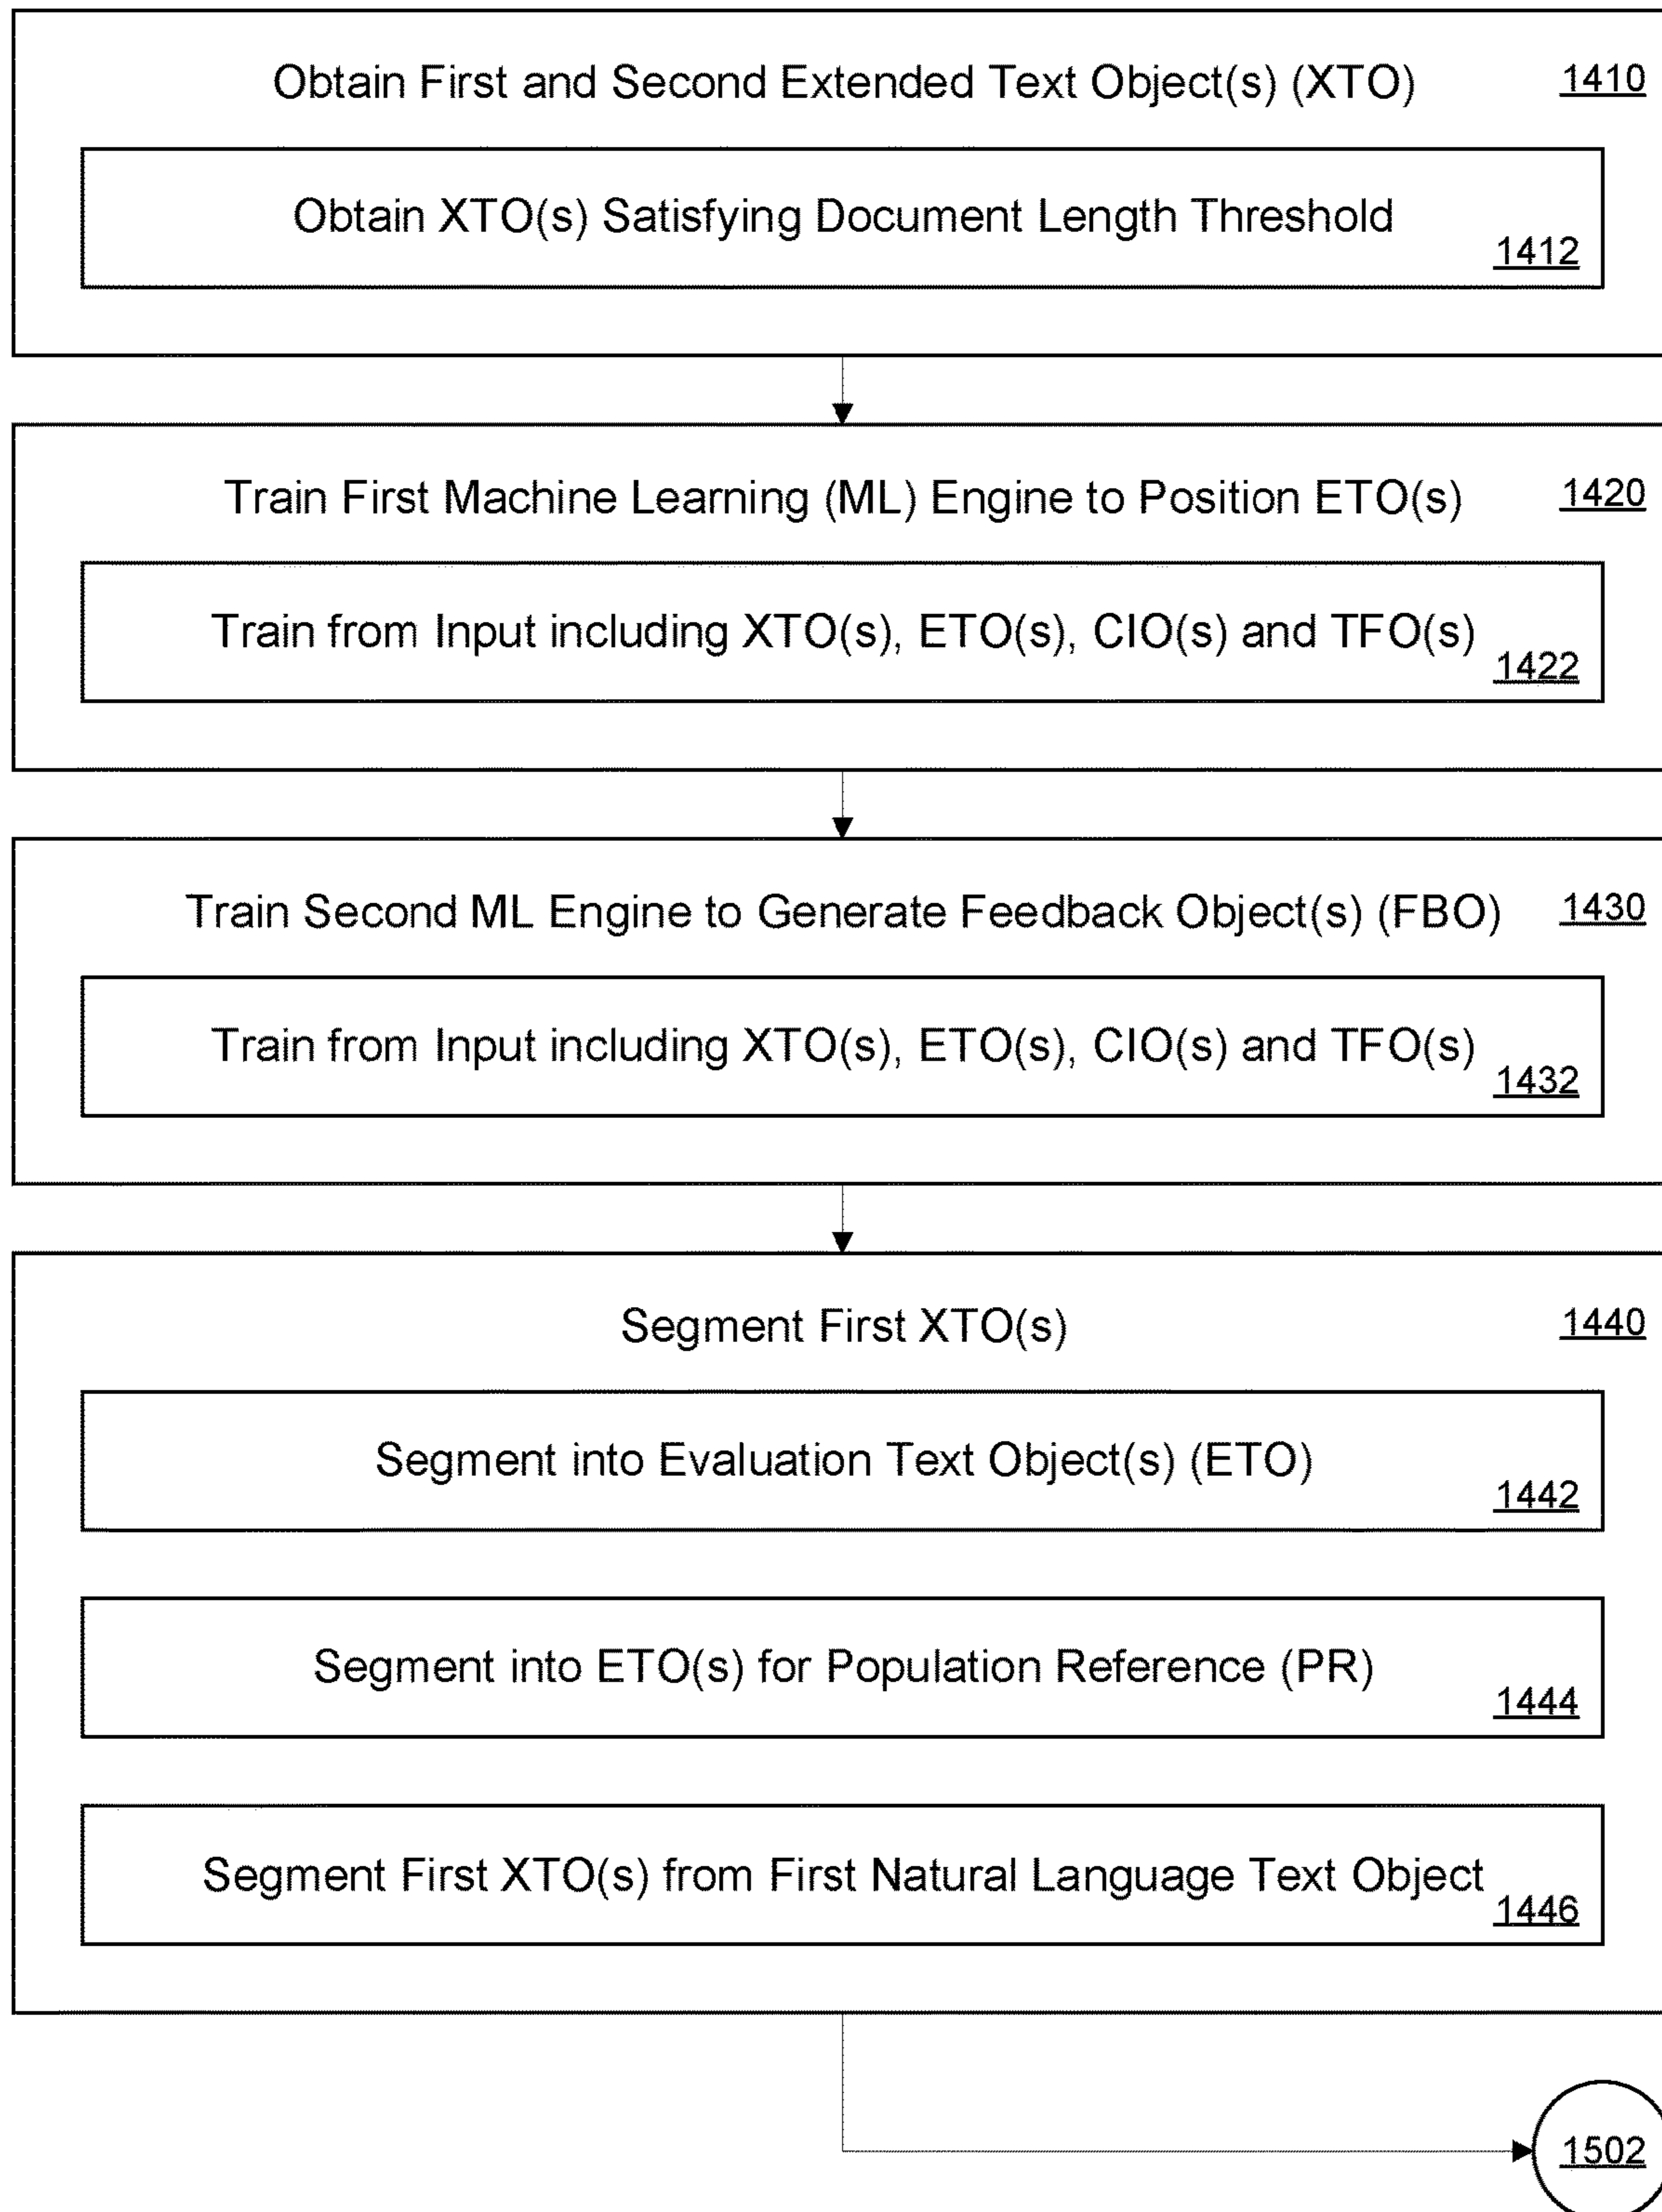 Obtain First and Second Extended Text Object(s) (XTO) 1410
Obtain XTO(s) Satisfying Document Length Threshold
1412
Train First Machine Learning (ML) Engine to Position ETO(s) 1420
Train from Input including XTO(s), ETO(s), CIO(s) and TFO(s)
1422
Train Second ML Engine to Generate Feedback Object(s) (FBO) 1430
Train from Input including XTO(s), ETO(s), CIO(s) and TFO(s)
1432
Segment First XTO(s) 1440
Segment into Evaluation Text Object(s) (ETO)
1442
Segment into ETO(s) for Population Reference (PR)
1444
Segment First XTO(s) from First Natural Language Text Object
1446
1502